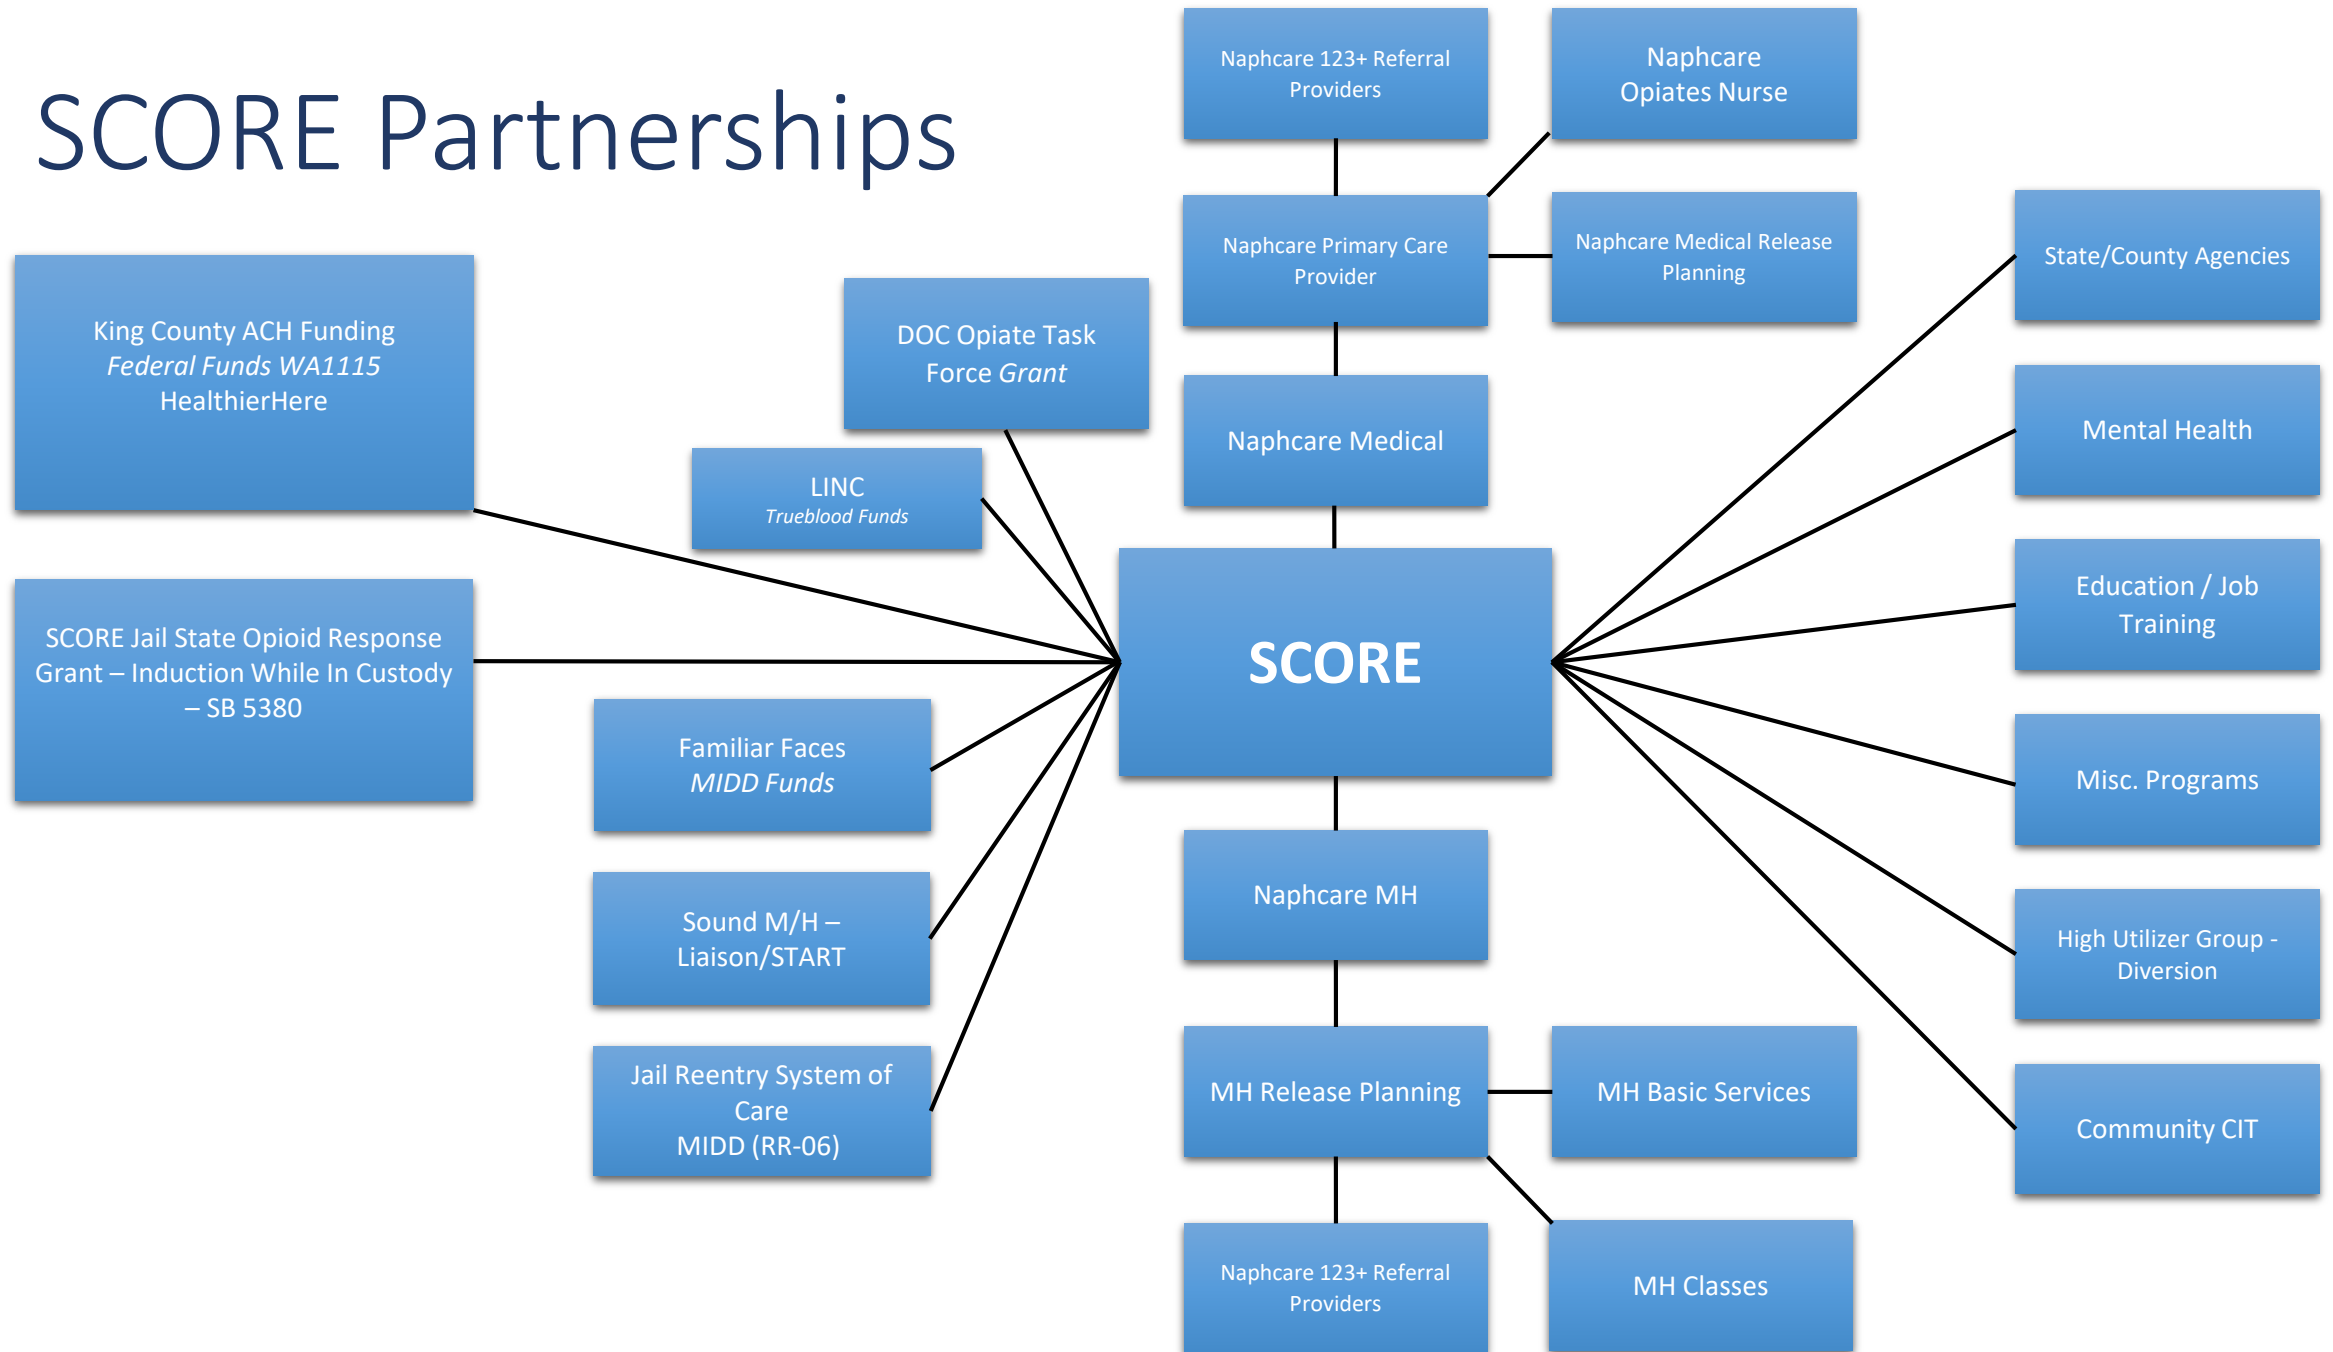 SCORE Partnerships
Naphcare 123+ Referral
Providers
Naphcare
Opiates Nurse
Naphcare Primary Care
Provider
Naphcare Medical Release
Planning
State/County Agencies
King County ACH Funding
Federal Funds WA1115
HealthierHere
DOC Opiate Task
Force Grant
Naphcare Medical
Mental Health
LINC
Trueblood Funds
SCORE Jail State Opioid Response
Grant – Induction While In Custody
– SB 5380
SCORE
Education / Job
Training
Familiar Faces
MIDD Funds
Misc. Programs
Naphcare MH
Sound M/H –
Liaison/START
High Utilizer Group -
Diversion
Jail Reentry System of
Care
MIDD (RR-06)
MH Release Planning
MH Basic Services
Community CIT
Naphcare 123+ Referral
Providers
MH Classes